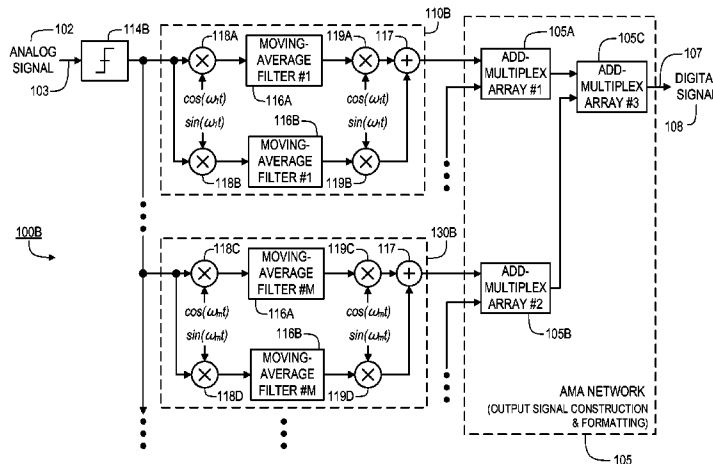 102
ANALOG
SIGNAL
103
114B
118A
MOVING-
AVERAGE
FILTER #1
116A
119A
117
110B
cos(ω₁t)
sin(ω₁t)
cos(ω₁t)
sin(ω₁t)
116B
118B
MOVING-
AVERAGE
FILTER #1
119B
105A
ADD-
MULTIPLEX
ARRAY #1
105C
ADD-
MULTIPLEX
ARRAY #3
107
DIGITAL
SIGNAL
108
100B
118C
MOVING-
AVERAGE
FILTER #M
116A
119C
117
130B
cos(ωₘt)
sin(ωₘt)
cos(ωₘt)
sin(ωₘt)
116B
118D
MOVING-
AVERAGE
FILTER #M
119D
ADD-
MULTIPLEX
ARRAY #2
105B
AMA NETWORK
(OUTPUT SIGNAL CONSTRUCTION
& FORMATTING)
105